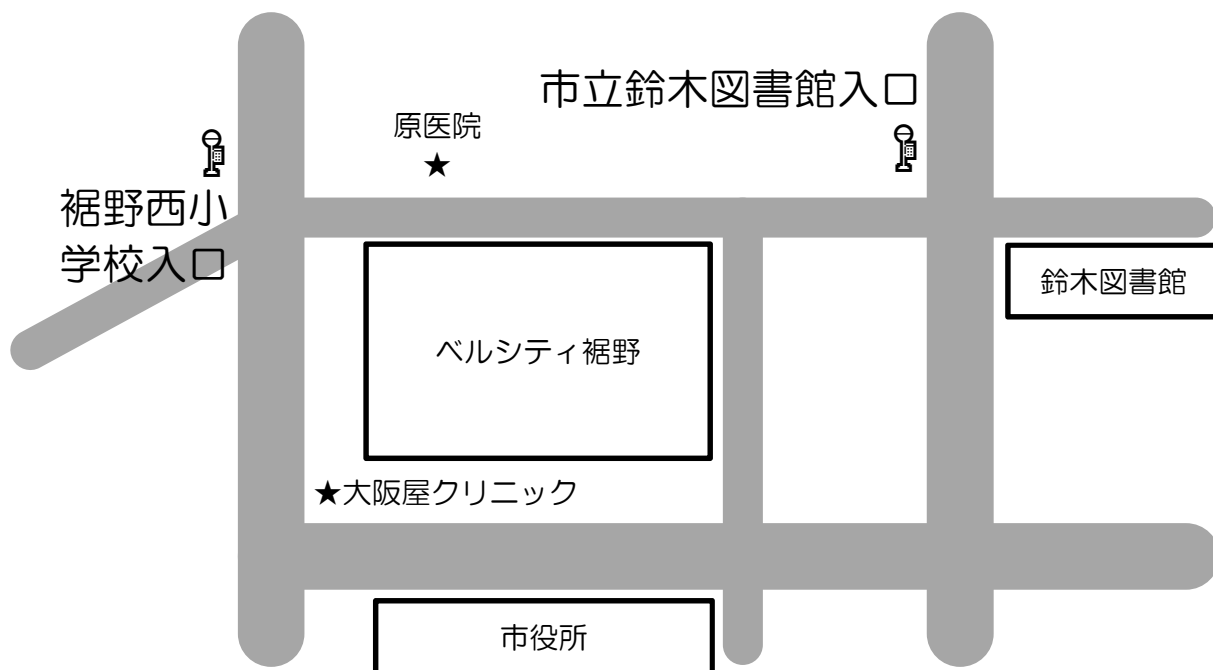 市立鈴木図書館入口
原医院
★
裾野西小
学校入口
鈴木図書館
ベルシティ裾野
★大阪屋クリニック
市役所